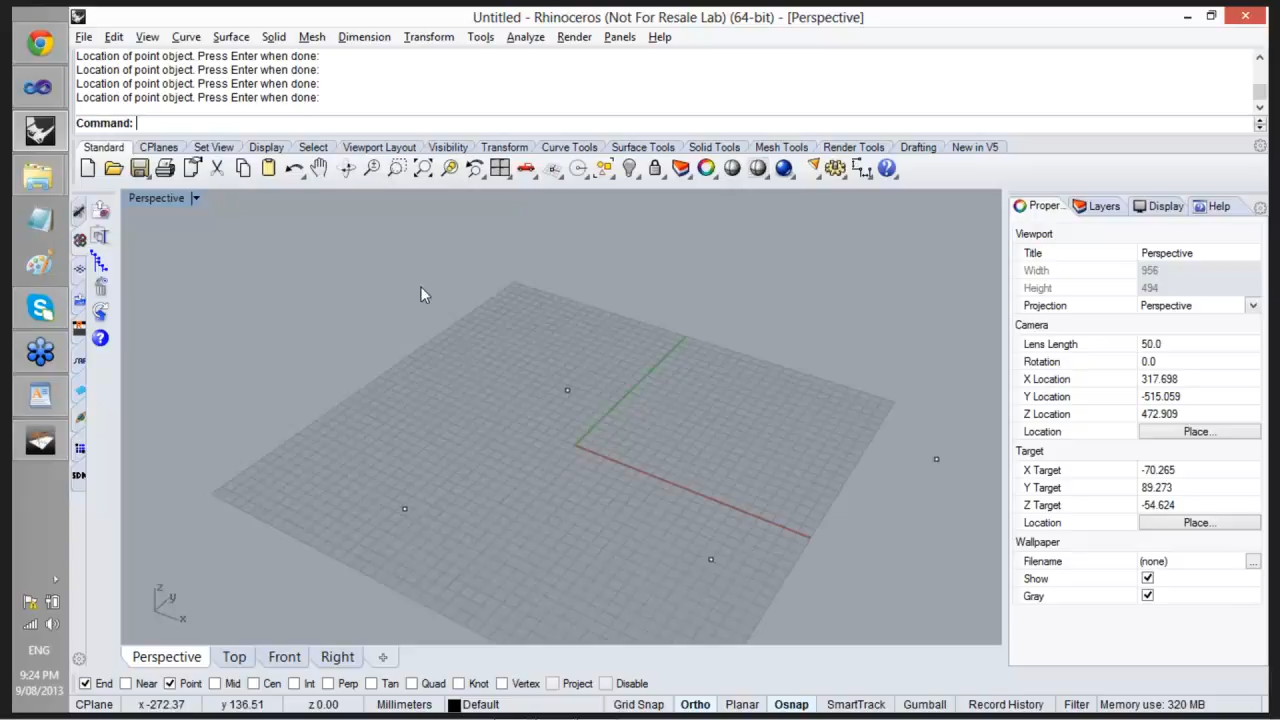 Untitled - Rhinoceros (Not For Resale Lab) (64-bit) - [Perspective]
File Edit View Curve Surface Solid Mesh Dimension Transform Tools Analyze Render Panels Help
Location of point object. Press Enter when done:
Location of point object. Press Enter when done:
Location of point object. Press Enter when done:
Location of point object. Press Enter when done:
Command:
Standard CPlanes Set View Display Select Viewport Layout Visibility Transform Curve Tools Surface Tools Solid Tools Mesh Tools Render Tools Drafting New in V5
Perspective
Proper... Layers Display Help
Viewport
Title Perspective
Width 956
Height 494
Projection Perspective
Camera
Lens Length 50.0
Rotation 0.0
X Location 317.698
Y Location -515.059
Z Location 472.909
Location Place...
Target
X Target -70.265
Y Target 89.273
Z Target -54.624
Location Place...
Wallpaper
Filename (none) ...
Show
Gray
z
y
x
ENG
9:24 PM
9/08/2013
Perspective Top Front Right
End Near Point Mid Cen Int Perp Tan Quad Knot Vertex Project Disable
CPlane x -272.37 y 136.51 z 0.00 Millimeters Default Grid Snap Ortho Planar Osnap SmartTrack Gumball Record History Filter Memory use: 320 MB